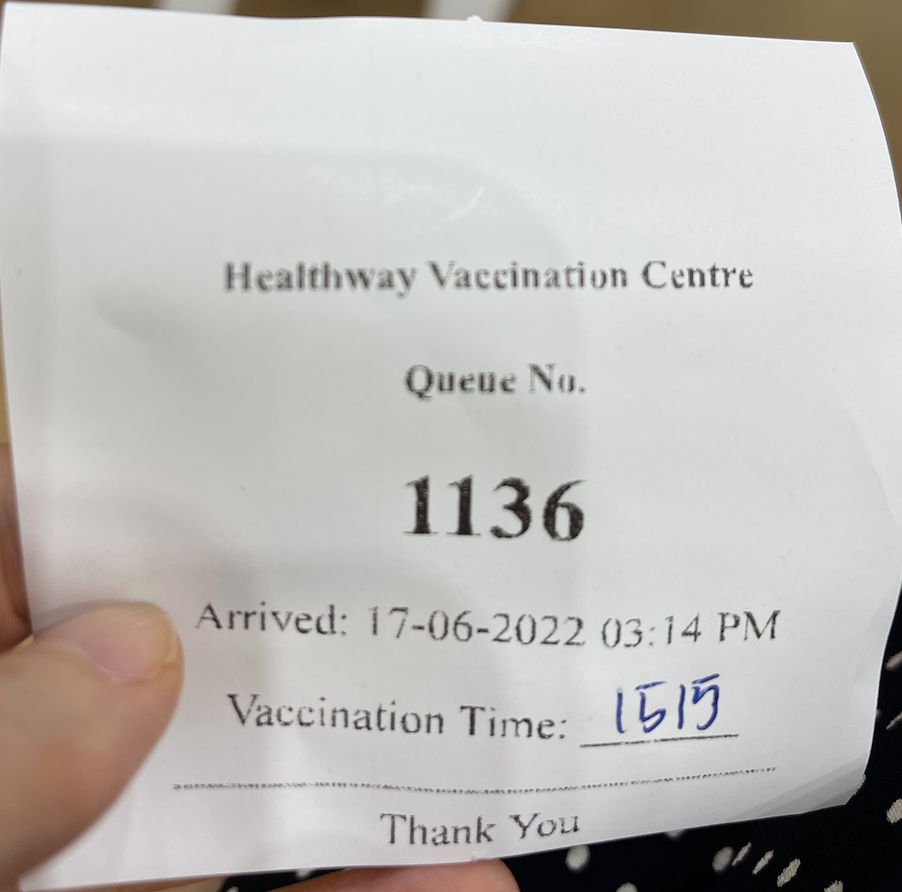 Healthway Vaccination Centre
Queue No.
1136
Arrived: 17-06-2022 03:14 PM
Vaccination Time: 1515
Thank You